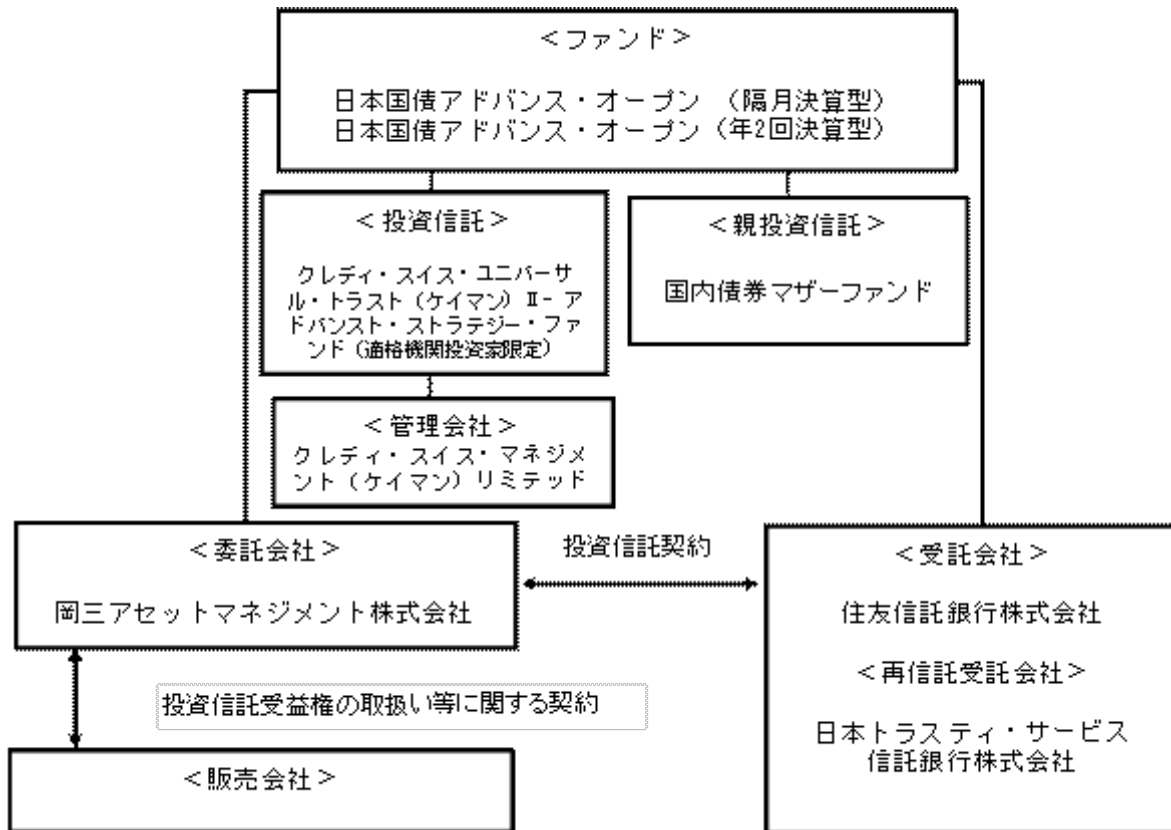 ＜ファンド＞
日本国債アドバンス・オープン （隔月決算型）
日本国債アドバンス・オープン（年2回決算型）
＜投資信託＞
クレディ・スイス・ユニバーサ
ル・トラスト（ケイマン）Ⅱ- ア
ドバンスト・ストラテジー・ファ
ンド（適格機関投資家限定）
＜親投資信託＞
国内債券マザーファンド
＜管理会社＞
クレディ・スイス・マネジメ
ント（ケイマン）リミテッド
＜委託会社＞
岡三アセットマネジメント株式会社
投資信託契約
＜受託会社＞
住友信託銀行株式会社
＜再信託受託会社＞
日本トラスティ・サービス
信託銀行株式会社
投資信託受益権の取扱い等に関する契約
＜販売会社＞